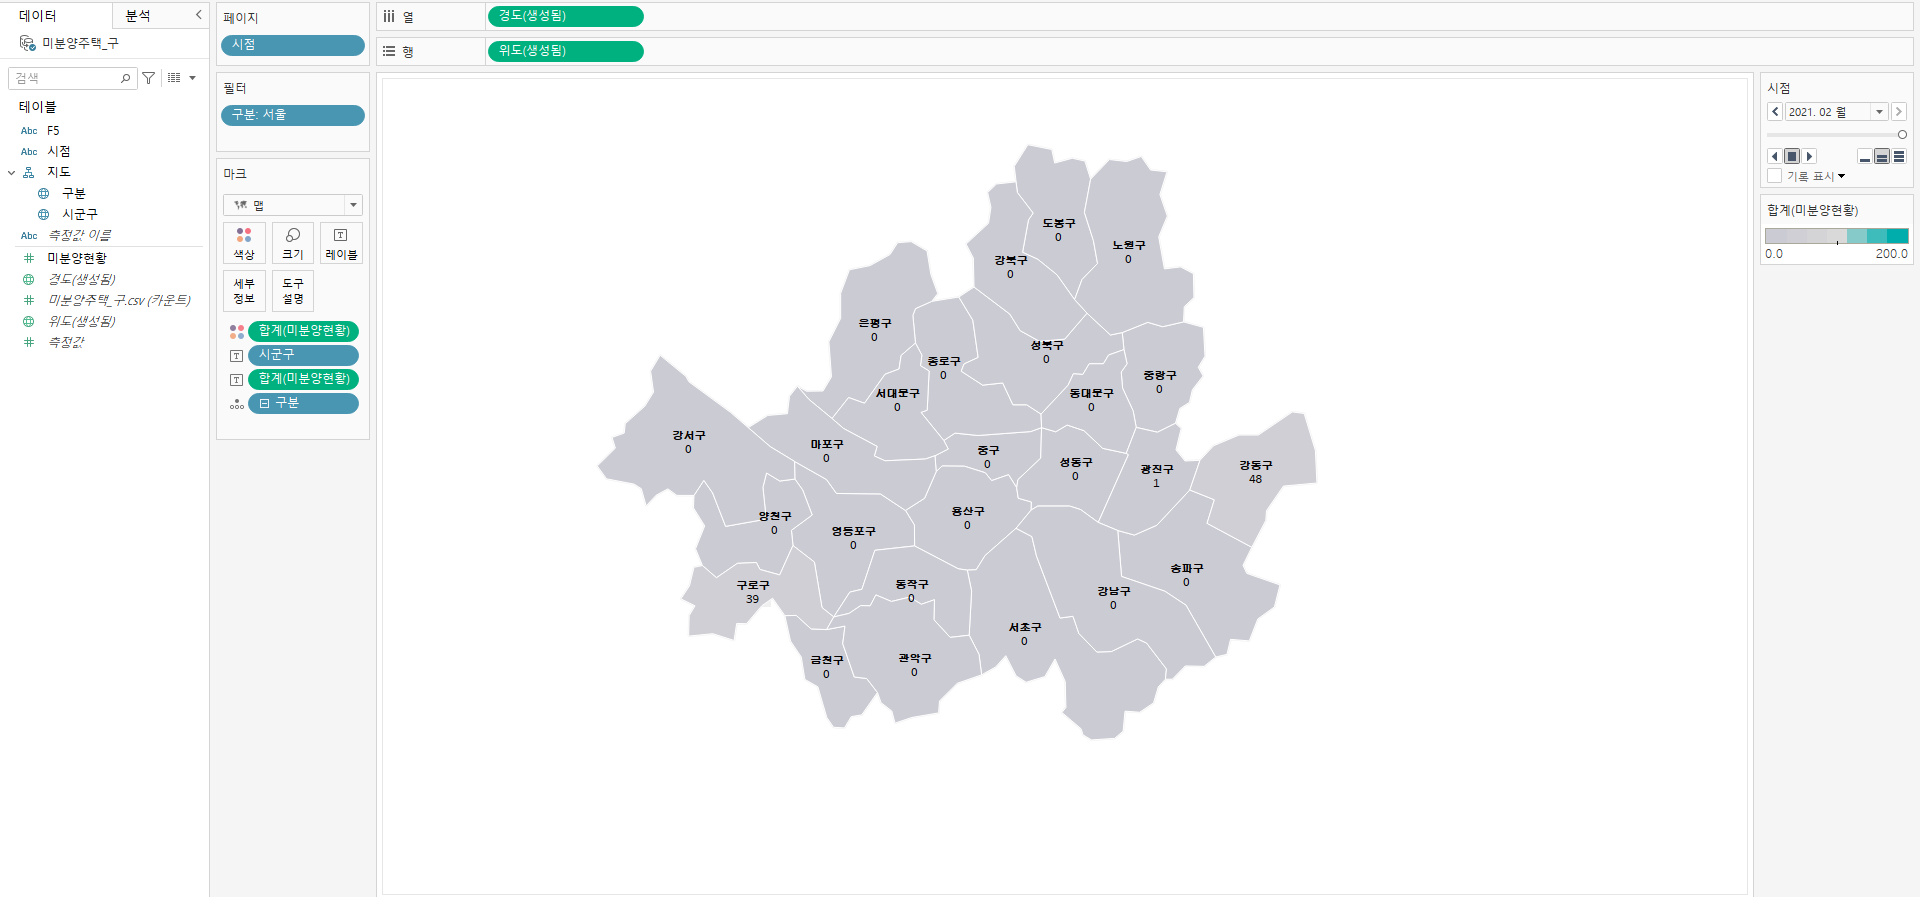 데이터
분석
미분양주택_구
검색
테이블
Abc F5
Abc 시점
지도
구분
시군구
Abc 측정값 이름
미분양현황
경도(생성됨)
미분양주택_구.csv (카운트)
위도(생성됨)
측정값
페이지
시점
필터
구분: 서울
마크
맵
색상
크기
레이블
세부
정보
도구
설명
합계(미분양현황)
시군구
합계(미분양현황)
구분
열
경도(생성됨)
행
위도(생성됨)
도봉구
0
노원구
0
강북구
0
은평구
0
성북구
0
종로구
0
중랑구
0
서대문구
0
동대문구
0
강서구
0
마포구
0
중구
0
성동구
0
광진구
1
강동구
48
양천구
0
용산구
0
영등포구
0
송파구
0
구로구
39
동작구
0
강남구
0
서초구
0
금천구
0
관악구
0
시점
2021. 02 월
기록 표시
합계(미분양현황)
0.0
200.0